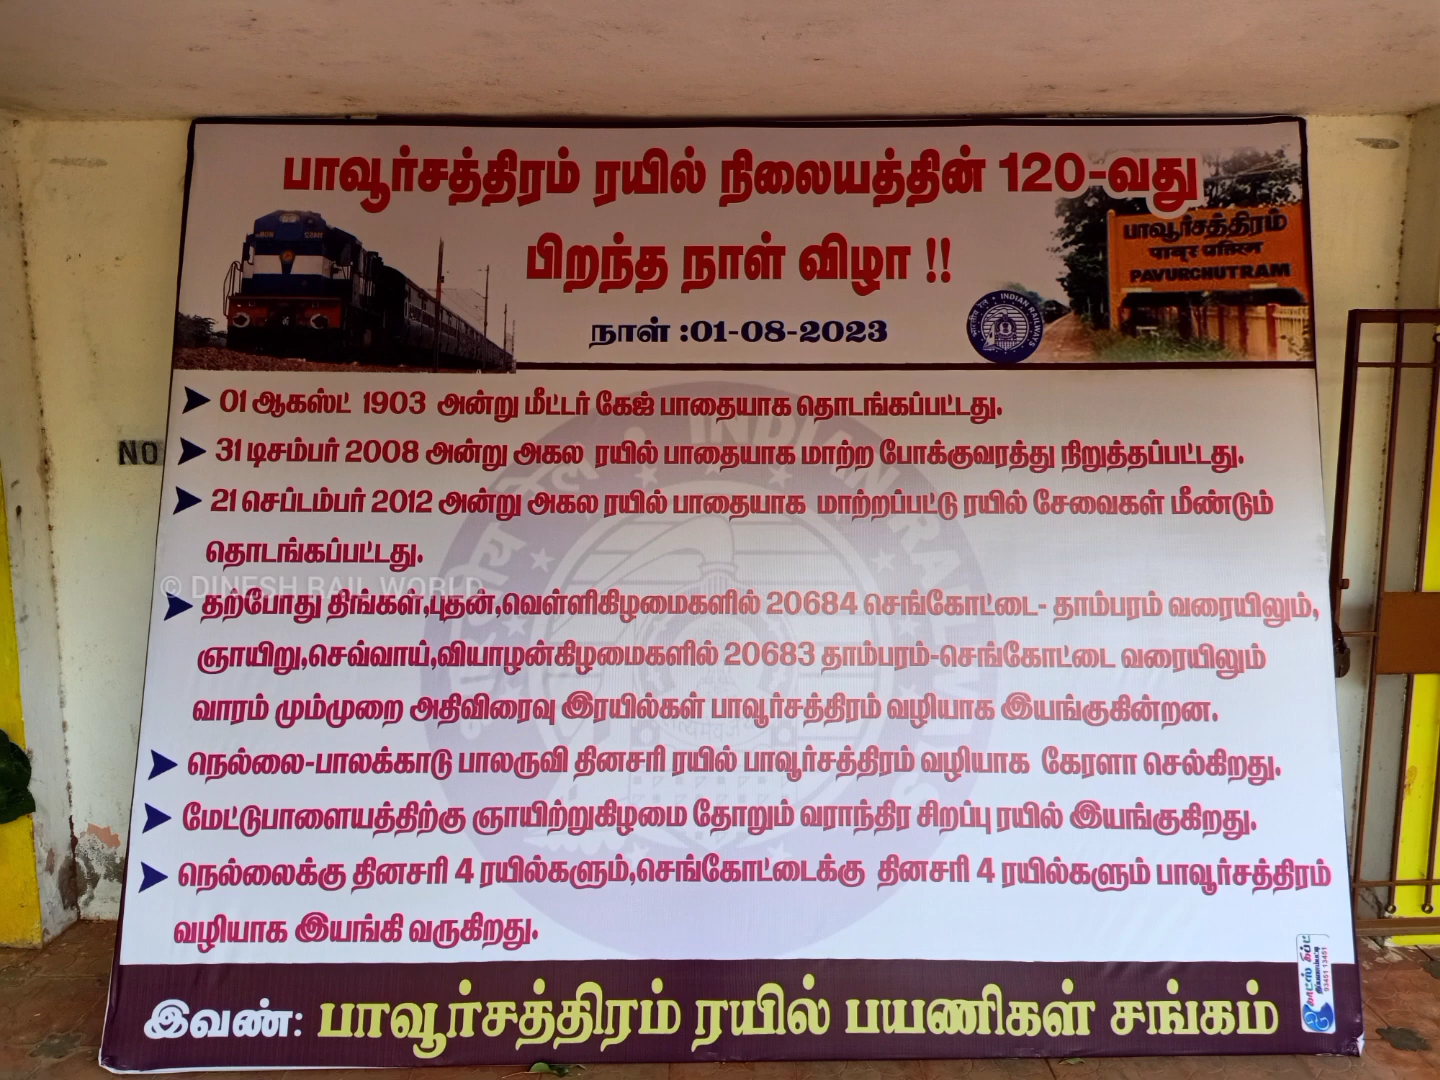 பாவூர்சத்திரம் ரயில் நிலையத்தின் 120-வது
பிறந்த நாள் விழா !!
நாள் :01-08-2023
பாவூர்சத்திரம்
PAVURCHUTRAM
INDIAN RAILWAYS
01 ஆகஸ்ட் 1903 அன்று மீட்டர் கேஜ் பாதையாக தொடங்கப்பட்டது.
31 டிசம்பர் 2008 அன்று அகல ரயில் பாதையாக மாற்ற போக்குவரத்து நிறுத்தப்பட்டது.
21 செப்டம்பர் 2012 அன்று அகல ரயில் பாதையாக மாற்றப்பட்டு ரயில் சேவைகள் மீண்டும்
தொடங்கப்பட்டது.
© DINESH RAIL WORLD
தற்போது திங்கள்,புதன்,வெள்ளிகிழமைகளில் 20684 செங்கோட்டை- தாம்பரம் வரையிலும்,
ஞாயிறு,செவ்வாய்,வியாழன்கிழமைகளில் 20683 தாம்பரம்-செங்கோட்டை வரையிலும்
வாரம் மும்முறை அதிவிரைவு இரயில்கள் பாவூர்சத்திரம் வழியாக இயங்குகின்றன.
நெல்லை-பாலக்காடு பாலருவி தினசரி ரயில் பாவூர்சத்திரம் வழியாக கேரளா செல்கிறது.
மேட்டுபாளையத்திற்கு ஞாயிற்றுகிழமை தோறும் வாராந்திர சிறப்பு ரயில் இயங்குகிறது.
நெல்லைக்கு தினசரி 4 ரயில்களும்,செங்கோட்டைக்கு தினசரி 4 ரயில்களும் பாவூர்சத்திரம்
வழியாக இயங்கி வருகிறது.
இவண்: பாவூர்சத்திரம் ரயில் பயணிகள் சங்கம்
NO